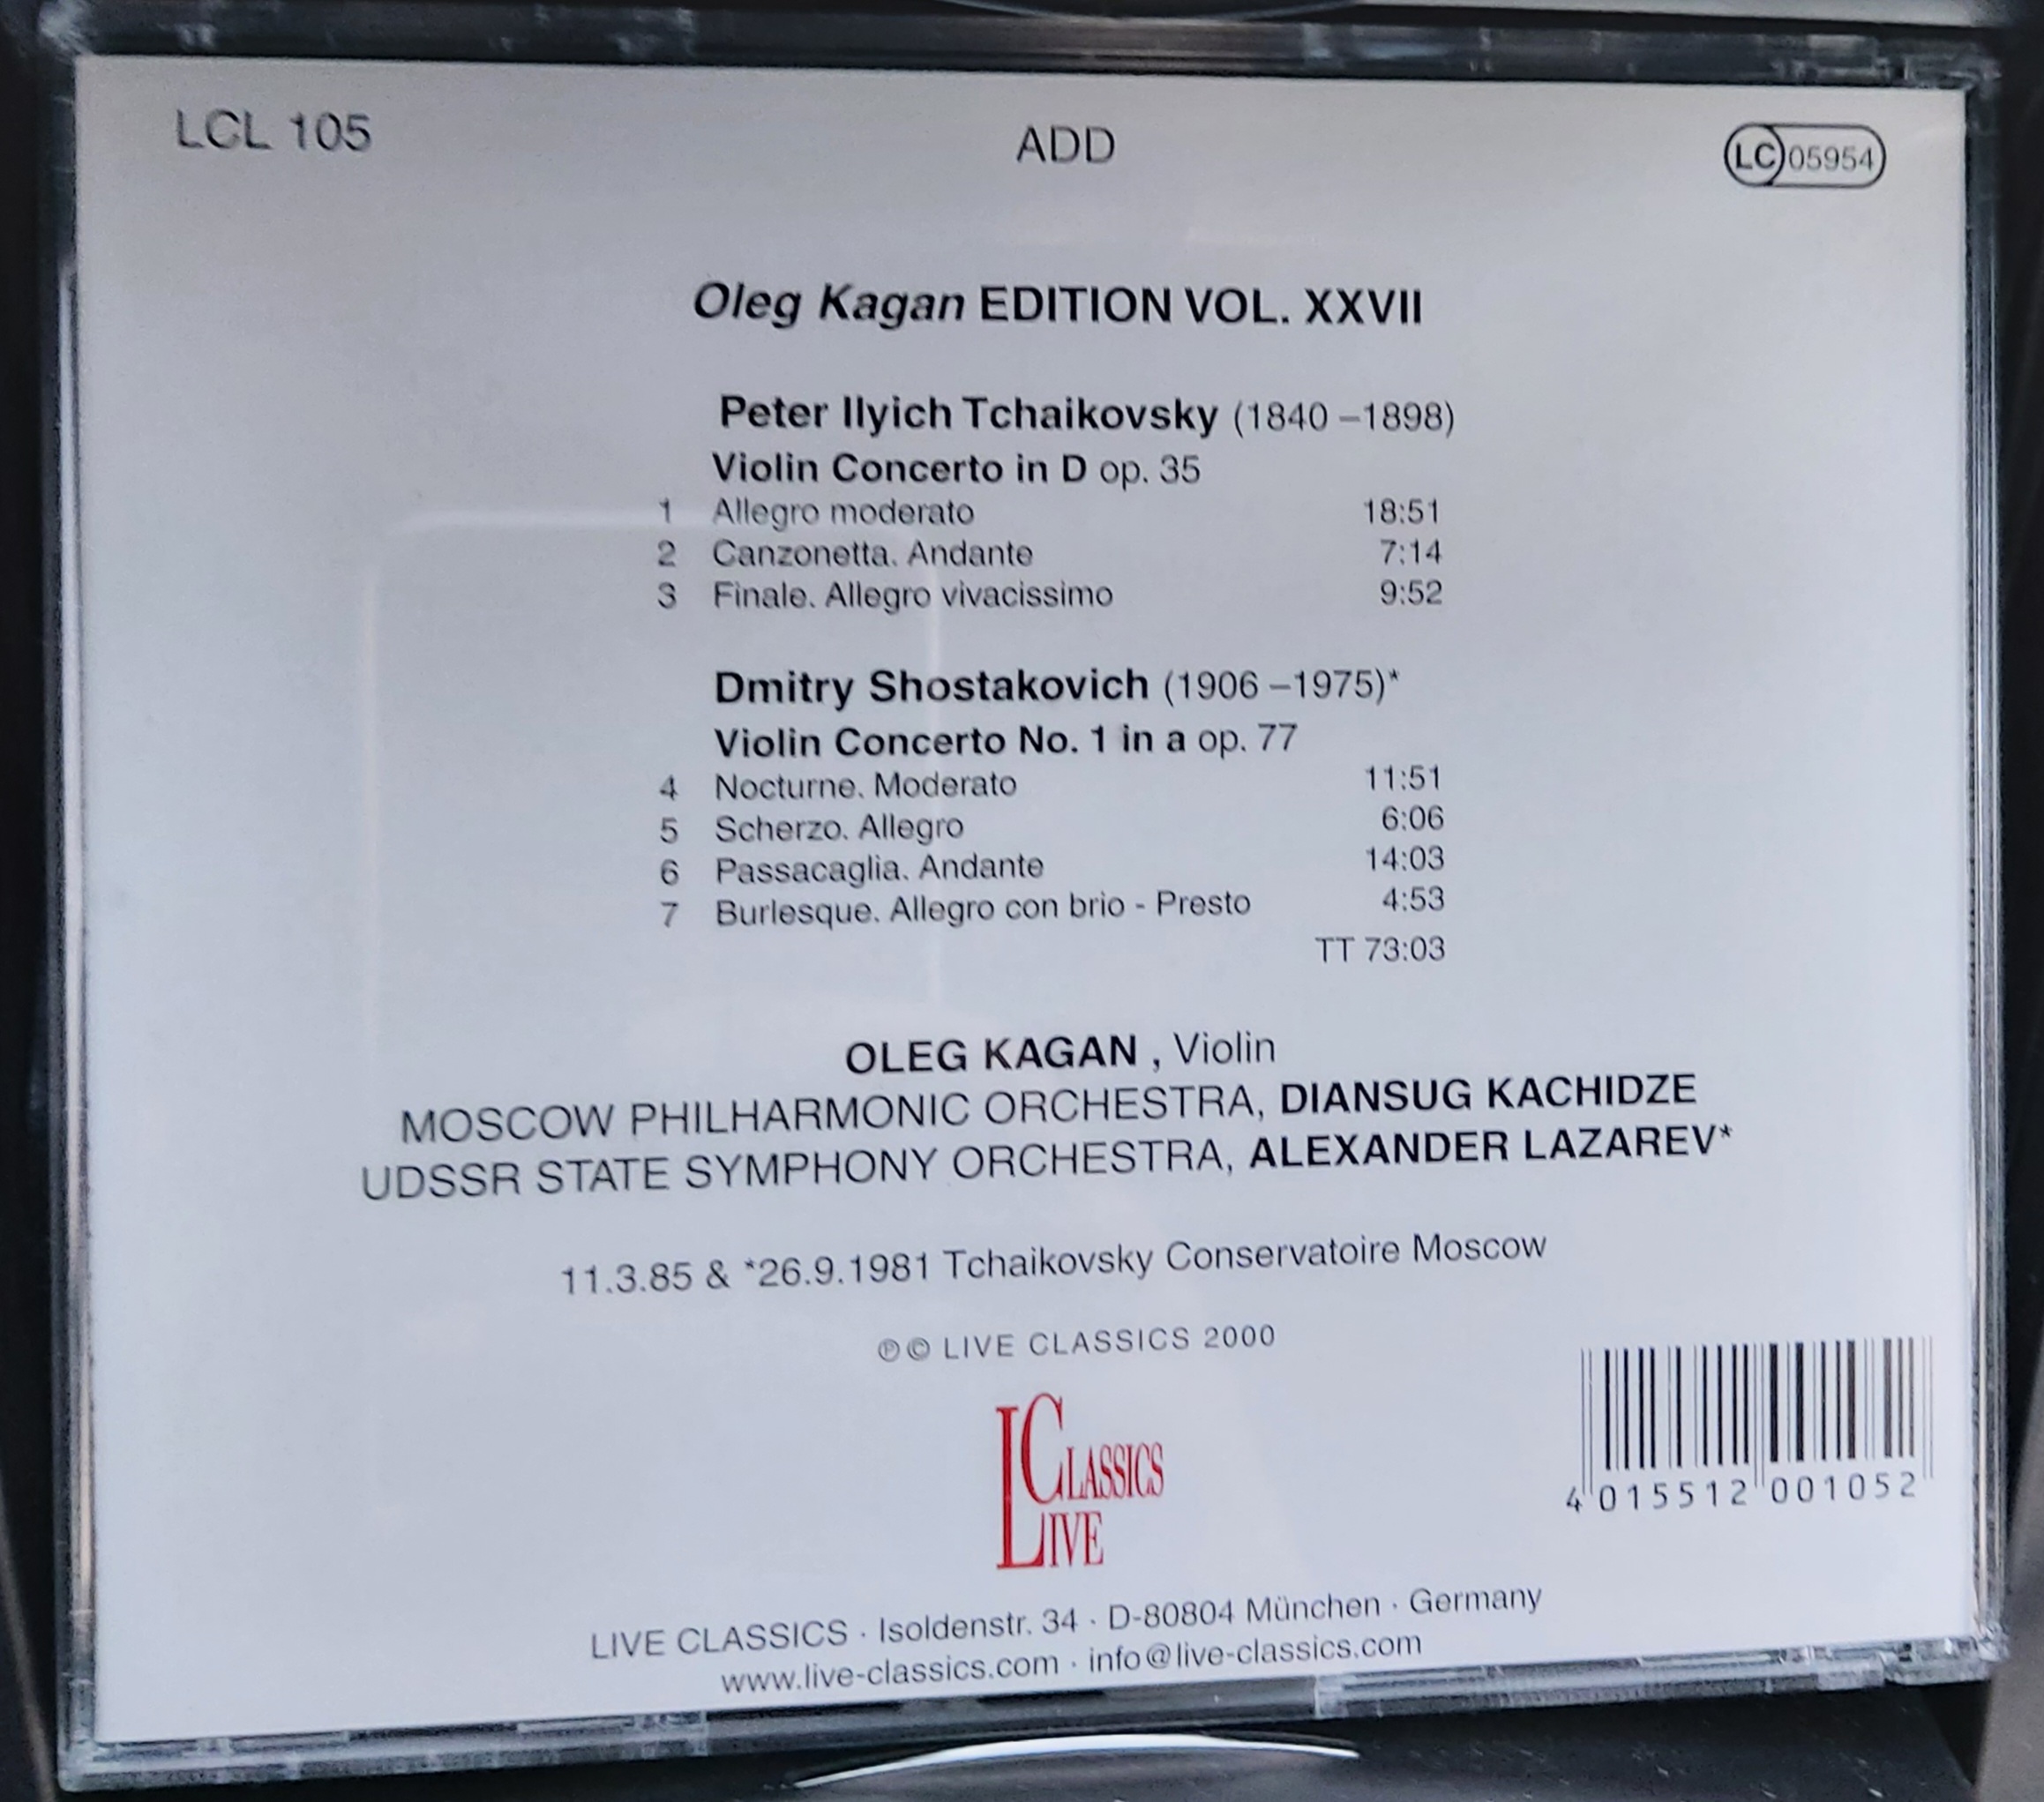 LCL 105 ADD LC 05954
Oleg Kagan EDITION VOL. XXVII
Peter Ilyich Tchaikovsky (1840 –1898)
Violin Concerto in D op. 35
1 Allegro moderato 18:51
2 Canzonetta. Andante 7:14
3 Finale. Allegro vivacissimo 9:52
Dmitry Shostakovich (1906 –1975)*
Violin Concerto No. 1 in a op. 77
4 Nocturne. Moderato 11:51
5 Scherzo. Allegro 6:06
6 Passacaglia. Andante 14:03
7 Burlesque. Allegro con brio - Presto 4:53
TT 73:03
OLEG KAGAN , Violin
MOSCOW PHILHARMONIC ORCHESTRA, DIANSUG KACHIDZE
UDSSR STATE SYMPHONY ORCHESTRA, ALEXANDER LAZAREV*
11.3.85 & *26.9.1981 Tchaikovsky Conservatoire Moscow
℗© LIVE CLASSICS 2000
CLASSICS
LIVE
4 015512 001052
LIVE CLASSICS · Isoldenstr. 34 · D-80804 München · Germany
www.live-classics.com · info@live-classics.com